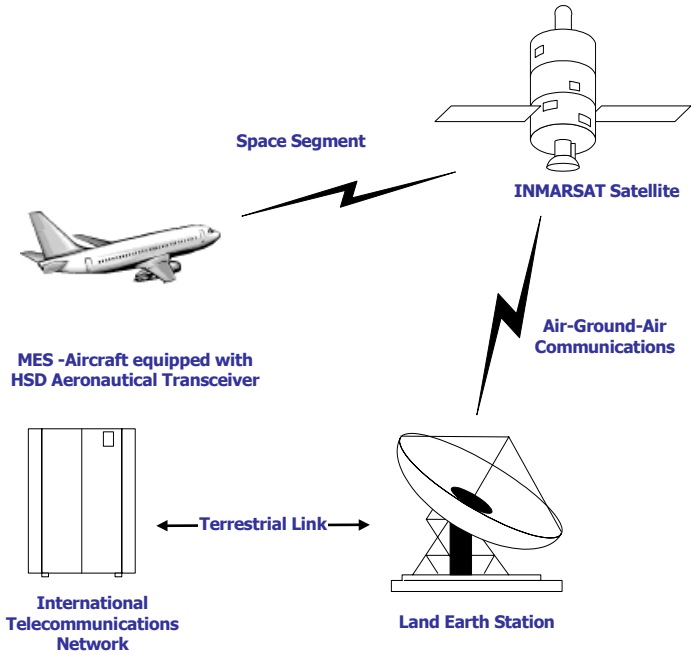 Space Segment
INMARSAT Satellite
Air-Ground-Air
Communications
MES -Aircraft equipped with
HSD Aeronautical Transceiver
Terrestrial Link
International
Telecommunications
Network
Land Earth Station